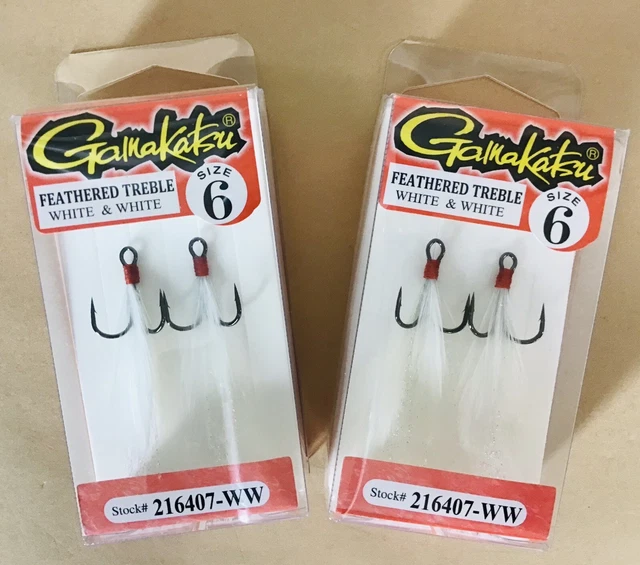 Gamakatsu®
FEATHERED TREBLE
WHITE & WHITE
SIZE
6
Stock# 216407-WW
Gamakatsu®
FEATHERED TREBLE
WHITE & WHITE
SIZE
6
Stock# 216407-WW